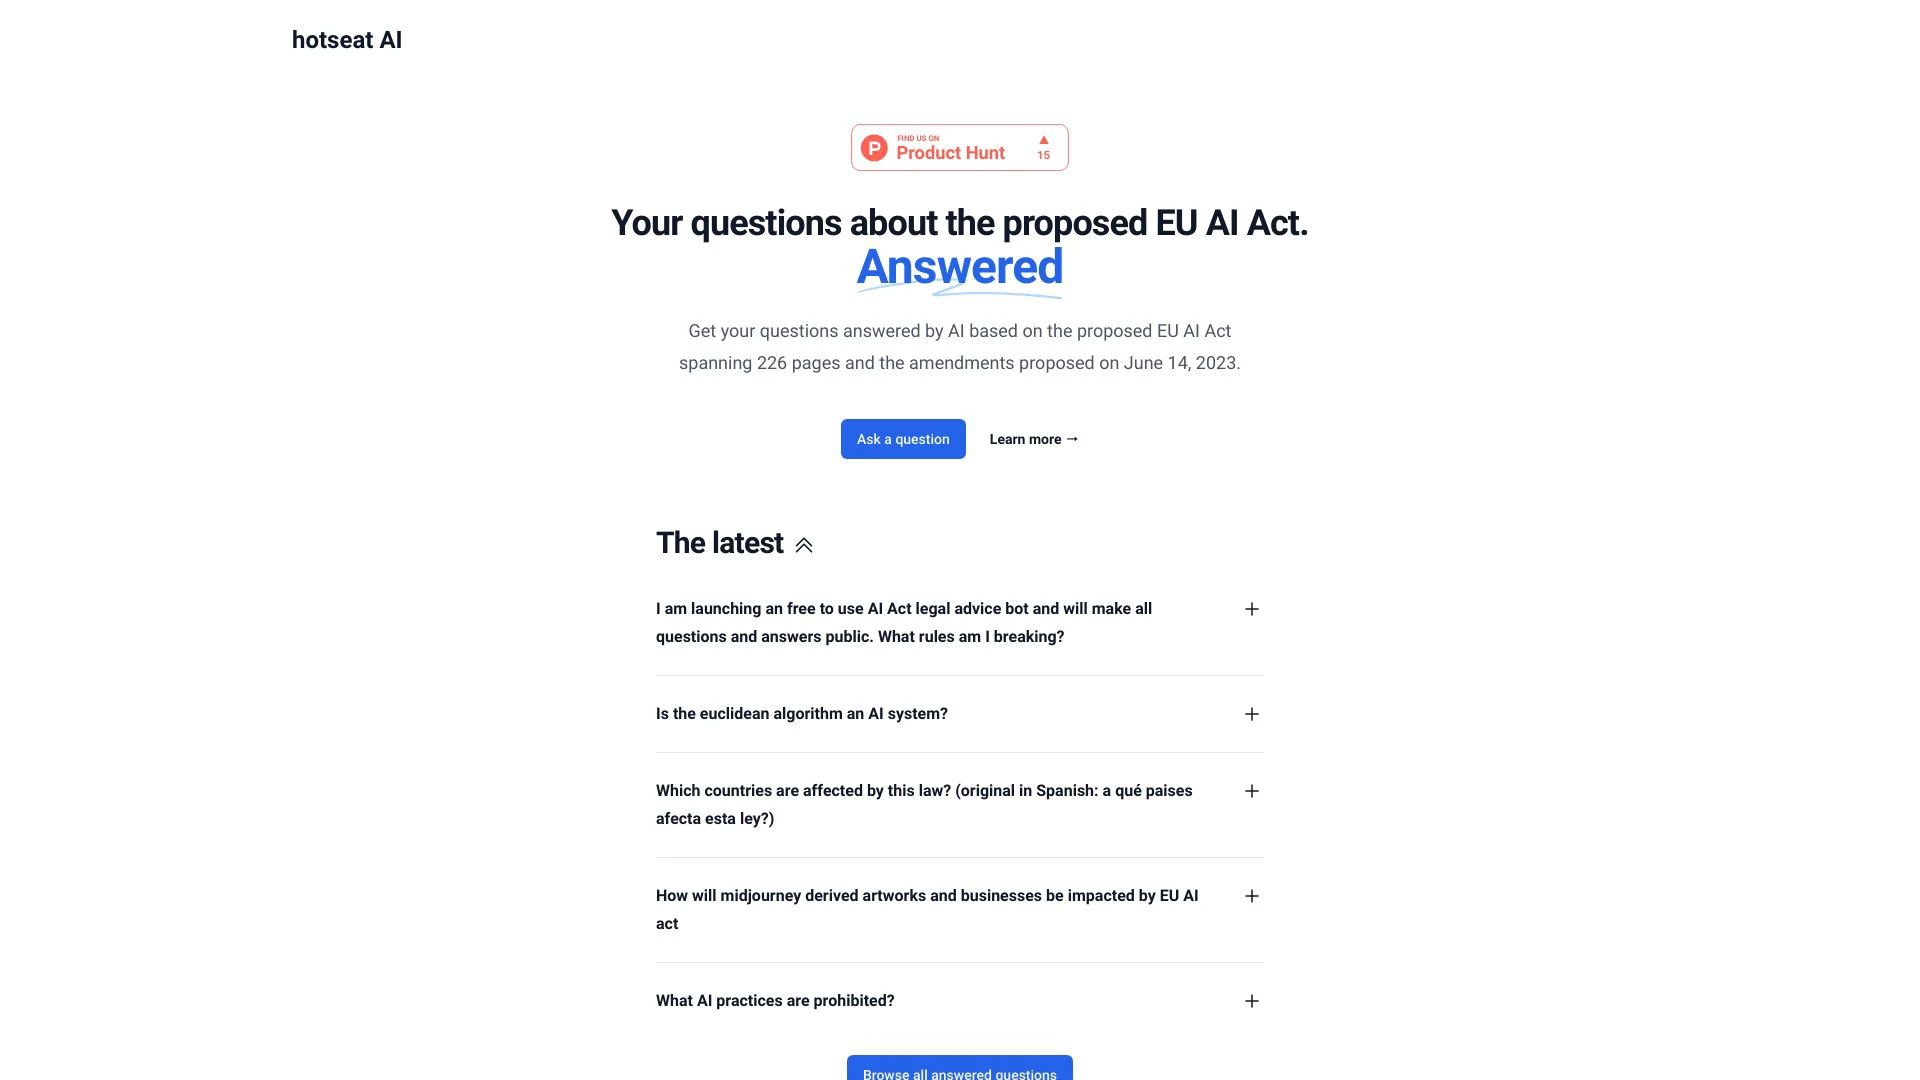 hotseat AI
FIND US ON
Product Hunt
15
Your questions about the proposed EU AI Act.
Answered
Get your questions answered by AI based on the proposed EU AI Act
spanning 226 pages and the amendments proposed on June 14, 2023.
Ask a question
Learn more →
The latest
I am launching an free to use AI Act legal advice bot and will make all
questions and answers public. What rules am I breaking?
Is the euclidean algorithm an AI system?
Which countries are affected by this law? (original in Spanish: a qué paises
afecta esta ley?)
How will midjourney derived artworks and businesses be impacted by EU AI
act
What AI practices are prohibited?
Browse all answered questions